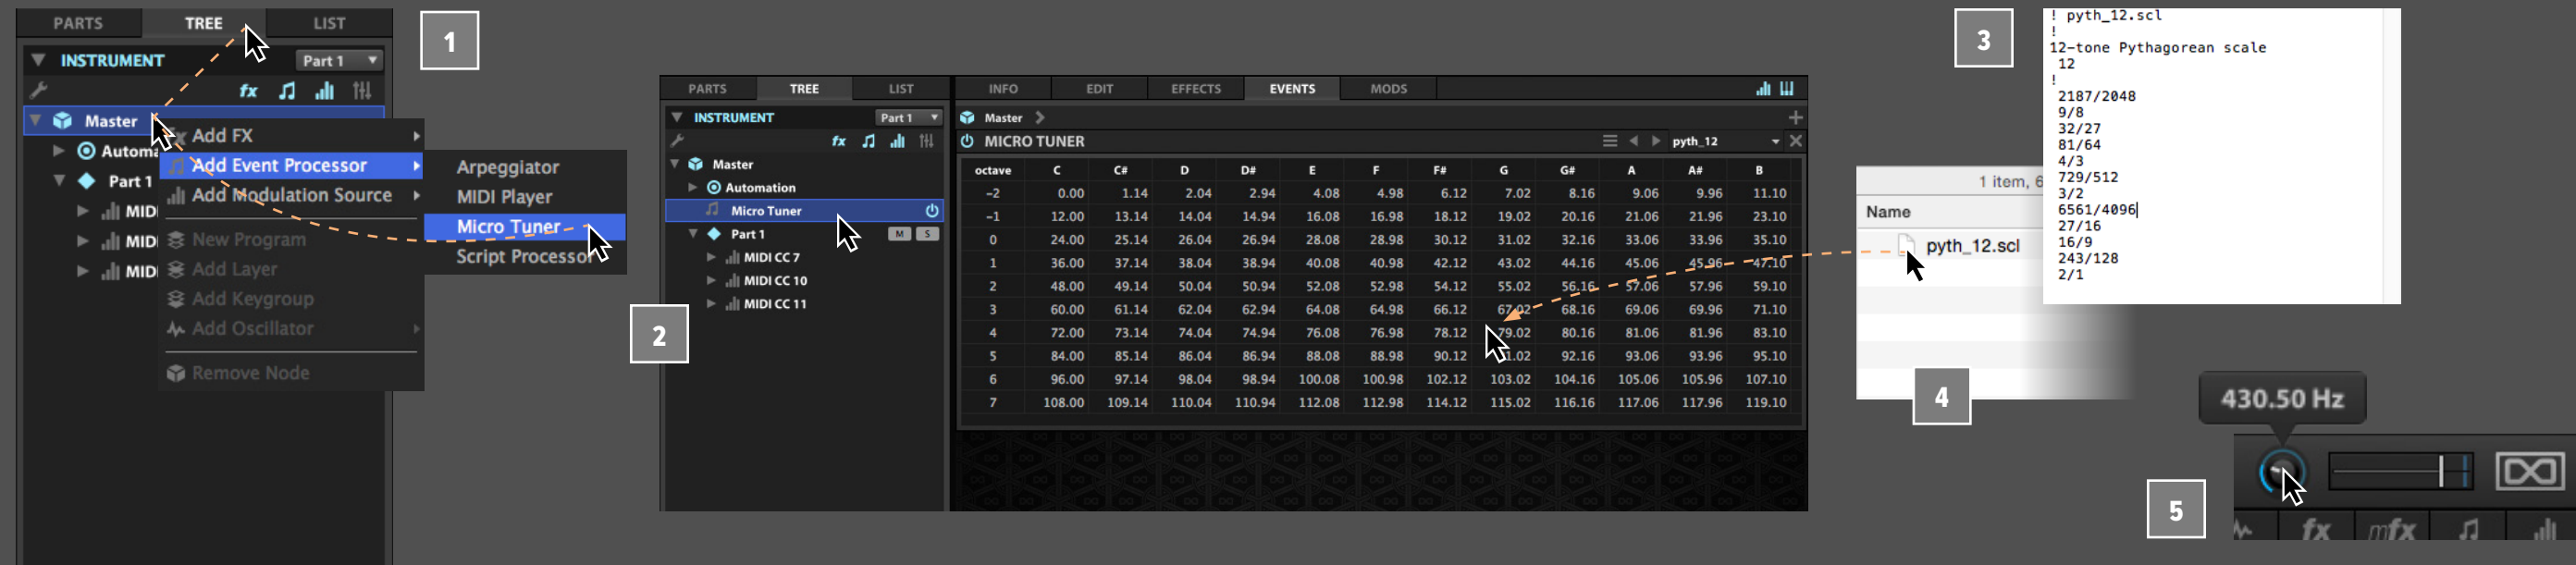 PARTS TREE LIST
INSTRUMENT Part 1
fx
Master
Automa
Part 1
MID
MID
MID
Add FX
Add Event Processor
Add Modulation Source
New Program
Add Layer
Add Keygroup
Add Oscillator
Remove Node
Arpeggiator
MIDI Player
Micro Tuner
Script Processor
1
PARTS TREE LIST
INSTRUMENT Part 1
fx
Master
Automation
Micro Tuner
Part 1 M S
MIDI CC 7
MIDI CC 10
MIDI CC 11
2
INFO EDIT EFFECTS EVENTS MODS
Master
MICRO TUNER pyth_12
octave C C# D D# E F F# G G# A A# B
−2 0.00 1.14 2.04 2.94 4.08 4.98 6.12 7.02 8.16 9.06 9.96 11.10
−1 12.00 13.14 14.04 14.94 16.08 16.98 18.12 19.02 20.16 21.06 21.96 23.10
0 24.00 25.14 26.04 26.94 28.08 28.98 30.12 31.02 32.16 33.06 33.96 35.10
1 36.00 37.14 38.04 38.94 40.08 40.98 42.12 43.02 44.16 45.06 45.96 47.10
2 48.00 49.14 50.04 50.94 52.08 52.98 54.12 55.02 56.16 57.06 57.96 59.10
3 60.00 61.14 62.04 62.94 64.08 64.98 66.12 67.02 68.16 69.06 69.96 71.10
4 72.00 73.14 74.04 74.94 76.08 76.98 78.12 79.02 80.16 81.06 81.96 83.10
5 84.00 85.14 86.04 86.94 88.08 88.98 90.12 1.02 92.16 93.06 93.96 95.10
6 96.00 97.14 98.04 98.94 100.08 100.98 102.12 103.02 104.16 105.06 105.96 107.10
7 108.00 109.14 110.04 110.94 112.08 112.98 114.12 115.02 116.16 117.06 117.96 119.10
3
! pyth_12.scl
!
12-tone Pythagorean scale
12
!
2187/2048
9/8
32/27
81/64
4/3
729/512
3/2
6561/4096
27/16
16/9
243/128
2/1
1 item, 6
Name
pyth_12.scl
4
430.50 Hz
5
fx mfx